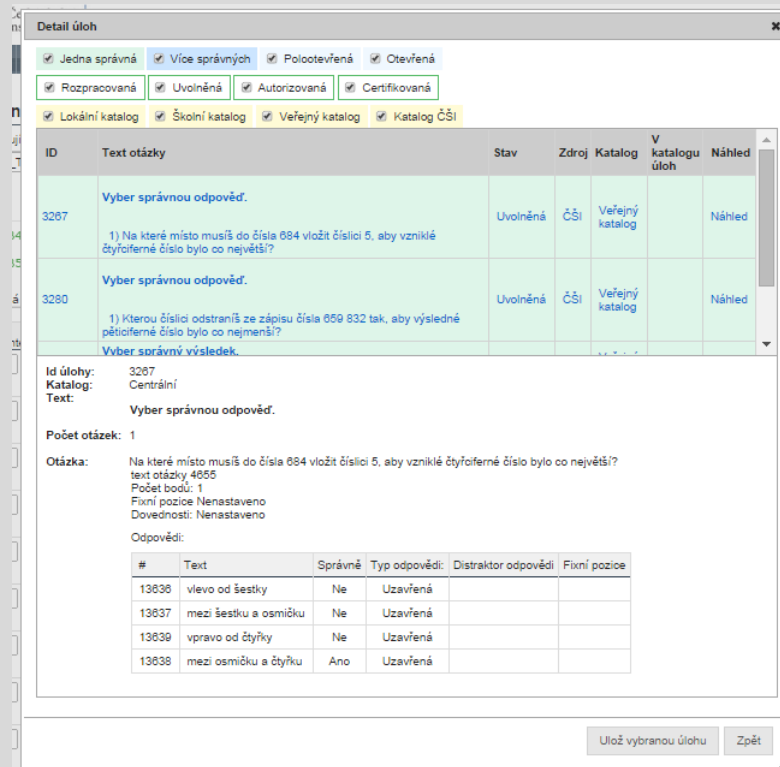 Detail úloh
Jedna správná Více správných Polootevřená Otevřená
Rozpracovaná Uvolněná Autorizovaná Certifikovaná
Lokální katalog Školní katalog Veřejný katalog Katalog ČŠI
ID Text otázky Stav Zdroj Katalog V katalogu úloh Náhled
Vyber správnou odpověď.
3267 Uvolněná ČŠI Veřejný katalog Náhled
1) Na které místo musíš do čísla 684 vložit číslici 5, aby vzniklé
čtyřciferné číslo bylo co největší?
Vyber správnou odpověď.
3280 Uvolněná ČŠI Veřejný katalog Náhled
1) Kterou číslici odstraníš ze zápisu čísla 659 832 tak, aby výsledné
pěticiferné číslo bylo co nejmenší?
Vyber správný výsledek.
Id úlohy: 3267
Katalog: Centrální
Text:
Vyber správnou odpověď.
Počet otázek: 1
Otázka: Na které místo musíš do čísla 684 vložit číslici 5, aby vzniklé čtyřciferné číslo bylo co největší?
text otázky 4655
Počet bodů: 1
Fixní pozice Nenastaveno
Dovednosti: Nenastaveno
Odpovědi:
# Text Správně Typ odpovědi: Distraktor odpovědi Fixní pozice
13636 vlevo od šestky Ne Uzavřená
13637 mezi šestku a osmičku Ne Uzavřená
13639 vpravo od čtyřky Ne Uzavřená
13638 mezi osmičku a čtyřku Ano Uzavřená
Ulož vybranou úlohu Zpět